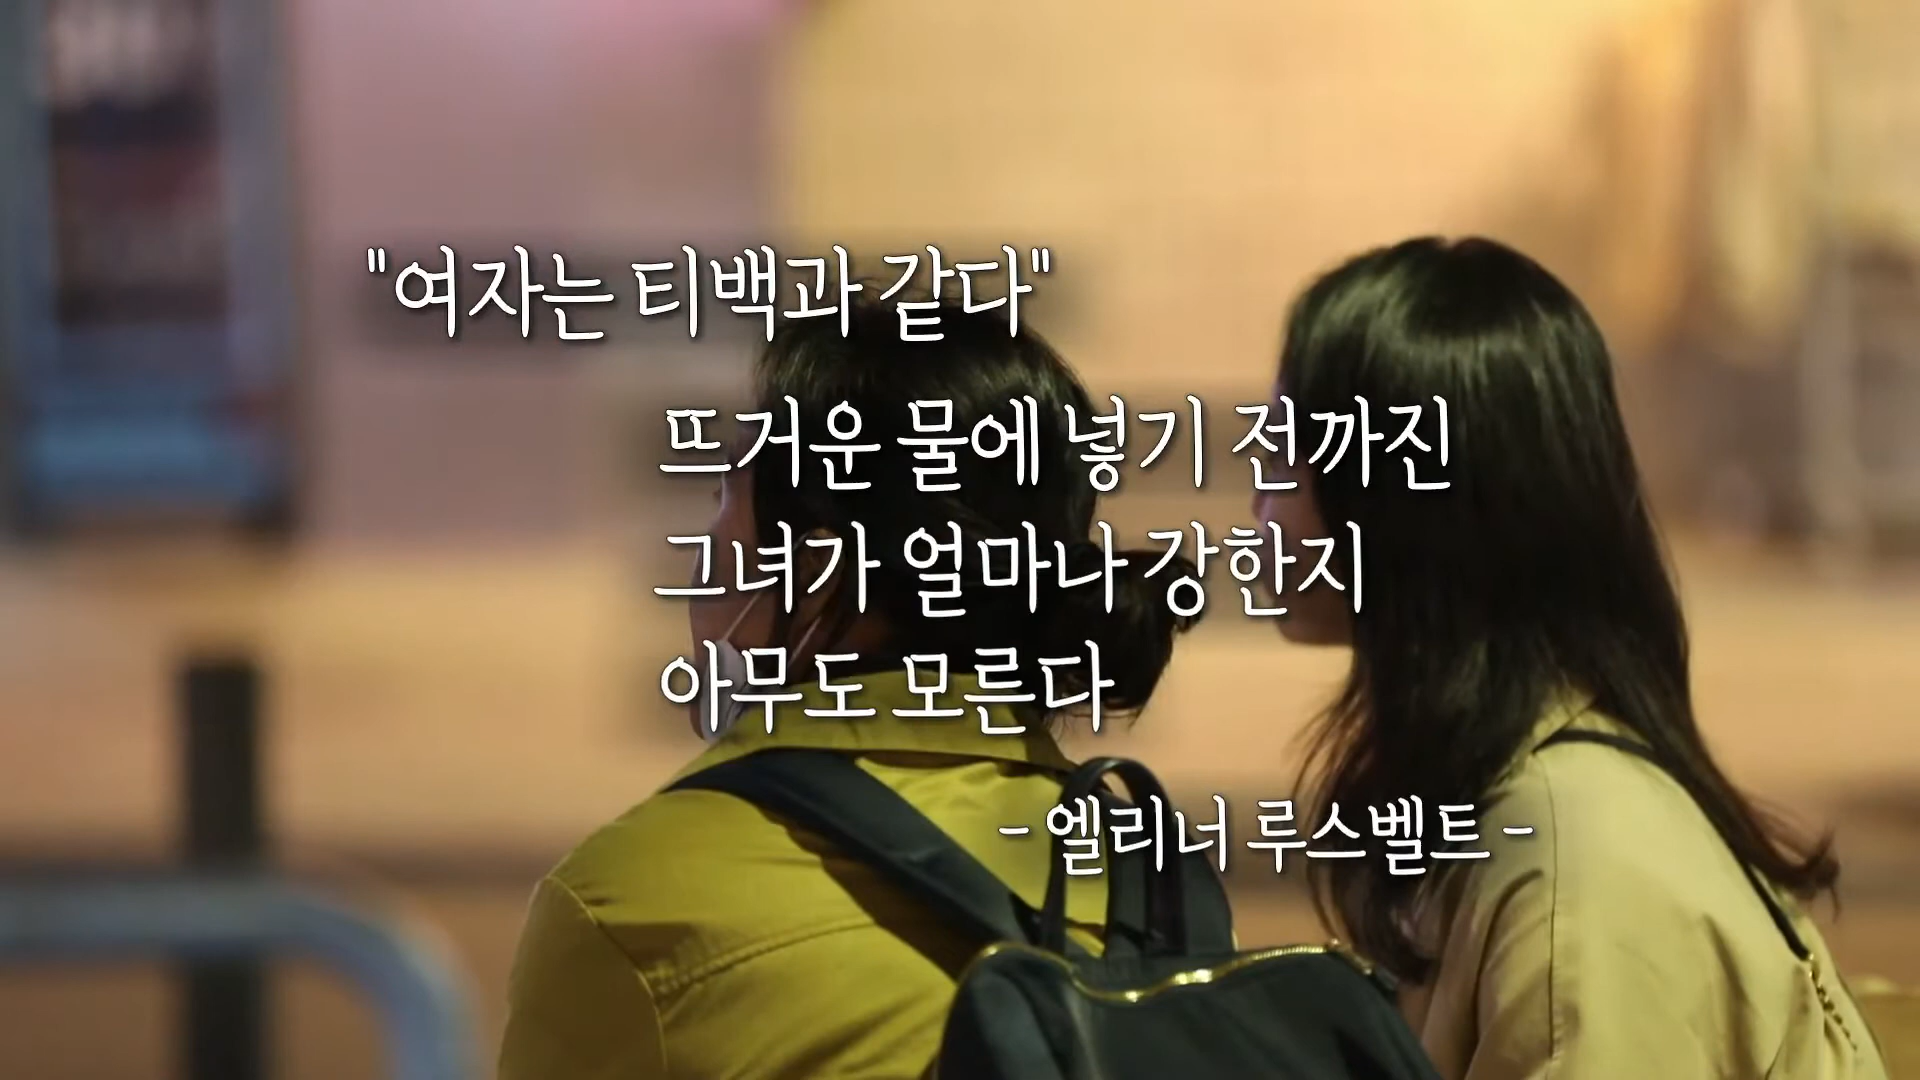 "여자는 티백과 같다"
뜨거운 물에 넣기 전까진
그녀가 얼마나 강한지
아무도 모른다
- 엘리너 루스벨트 -